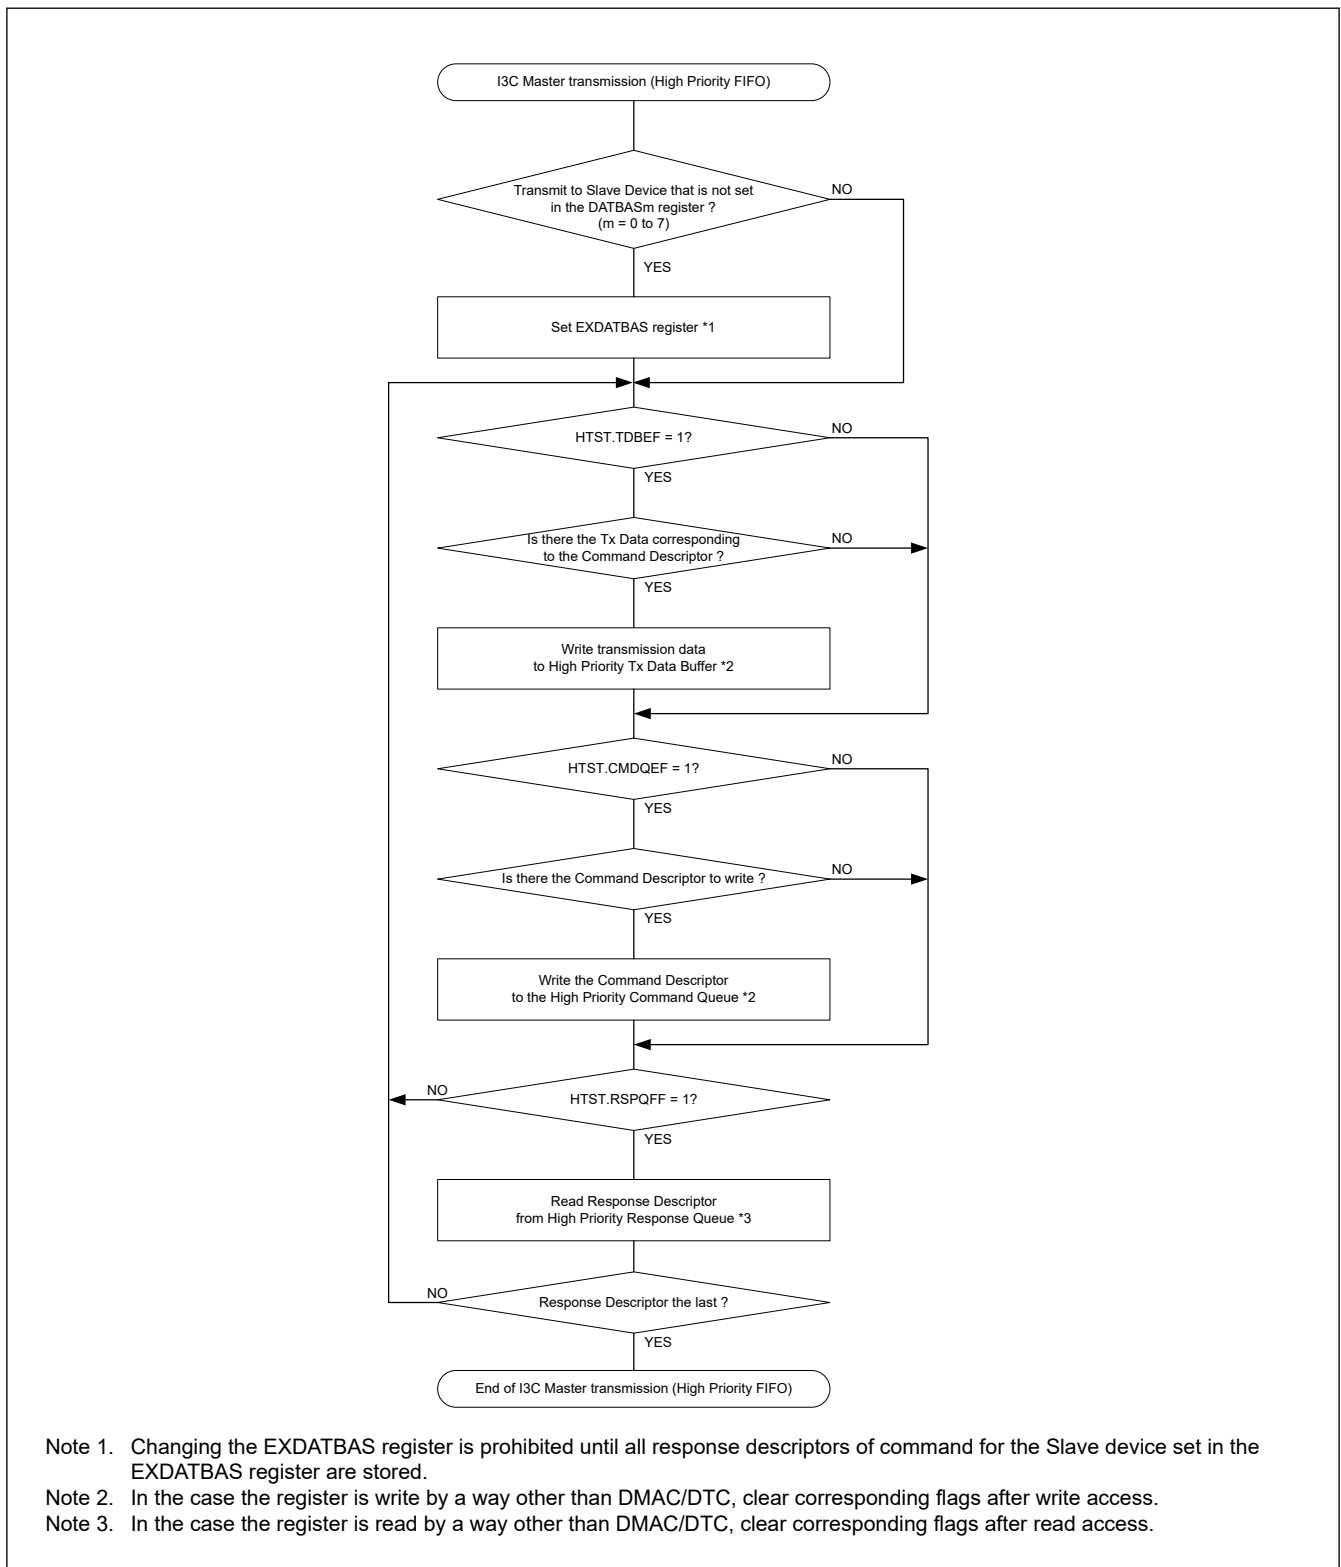 I3C Master transmission (High Priority FIFO)
Transmit to Slave Device that is not set
in the DATBASm register ?
(m = 0 to 7)
NO
YES
Set EXDATBAS register *1
HTST.TDBEF = 1?
NO
YES
Is there the Tx Data corresponding
to the Command Descriptor ?
NO
YES
Write transmission data
to High Priority Tx Data Buffer *2
HTST.CMDQEF = 1?
NO
YES
Is there the Command Descriptor to write ?
NO
YES
Write the Command Descriptor
to the High Priority Command Queue *2
NO
HTST.RSPQFF = 1?
YES
Read Response Descriptor
from High Priority Response Queue *3
NO
Response Descriptor the last ?
YES
End of I3C Master transmission (High Priority FIFO)
Note 1. Changing the EXDATBAS register is prohibited until all response descriptors of command for the Slave device set in the
EXDATBAS register are stored.
Note 2. In the case the register is write by a way other than DMAC/DTC, clear corresponding flags after write access.
Note 3. In the case the register is read by a way other than DMAC/DTC, clear corresponding flags after read access.